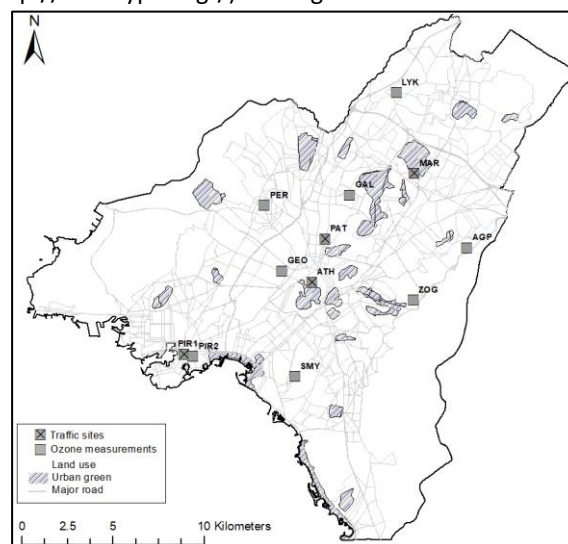 N
LYK
MAR
GAL
PER
PAT
AGP
GEO
ATH
ZOG
PIR1 PIR2
SMY
Traffic sites
Ozone measurements
Land use
Urban green
Major road
0 2.5 5 10 Kilometers